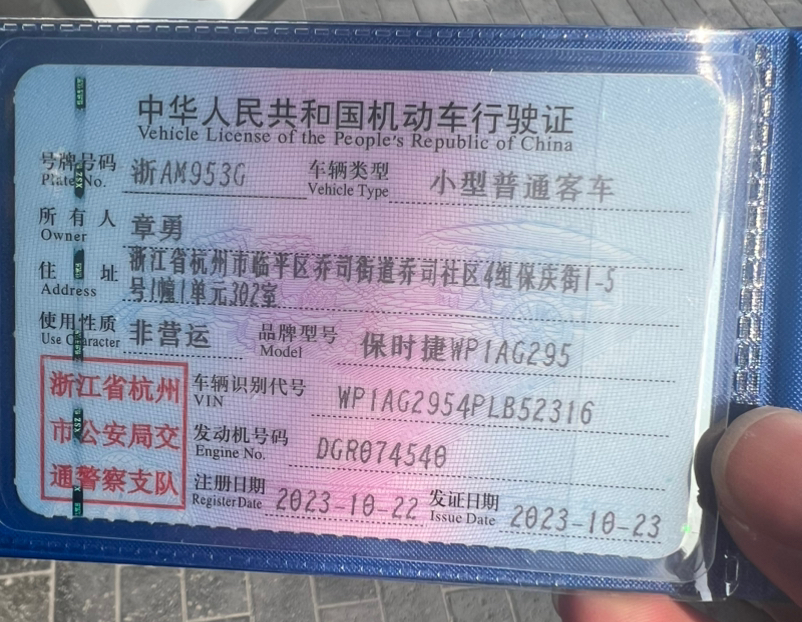 中华人民共和国机动车行驶证
Vehicle License of the People's Republic of China
号牌号码 Plate No. 浙AM953G 车辆类型 Vehicle Type 小型普通客车
所有人 Owner 章勇
住址 Address 浙江省杭州市临平区乔司街道乔司社区4组保庆街1-5
号1幢1单元302室
使用性质 Use Character 非营运 品牌型号 Model 保时捷WP1AG295
浙江省杭州
市公安局交
通警察支队
车辆识别代号 VIN WP1AG2954PLB52316
发动机号码 Engine No. DGR074540
注册日期 Register Date 2023-10-22 发证日期 Issue Date 2023-10-23